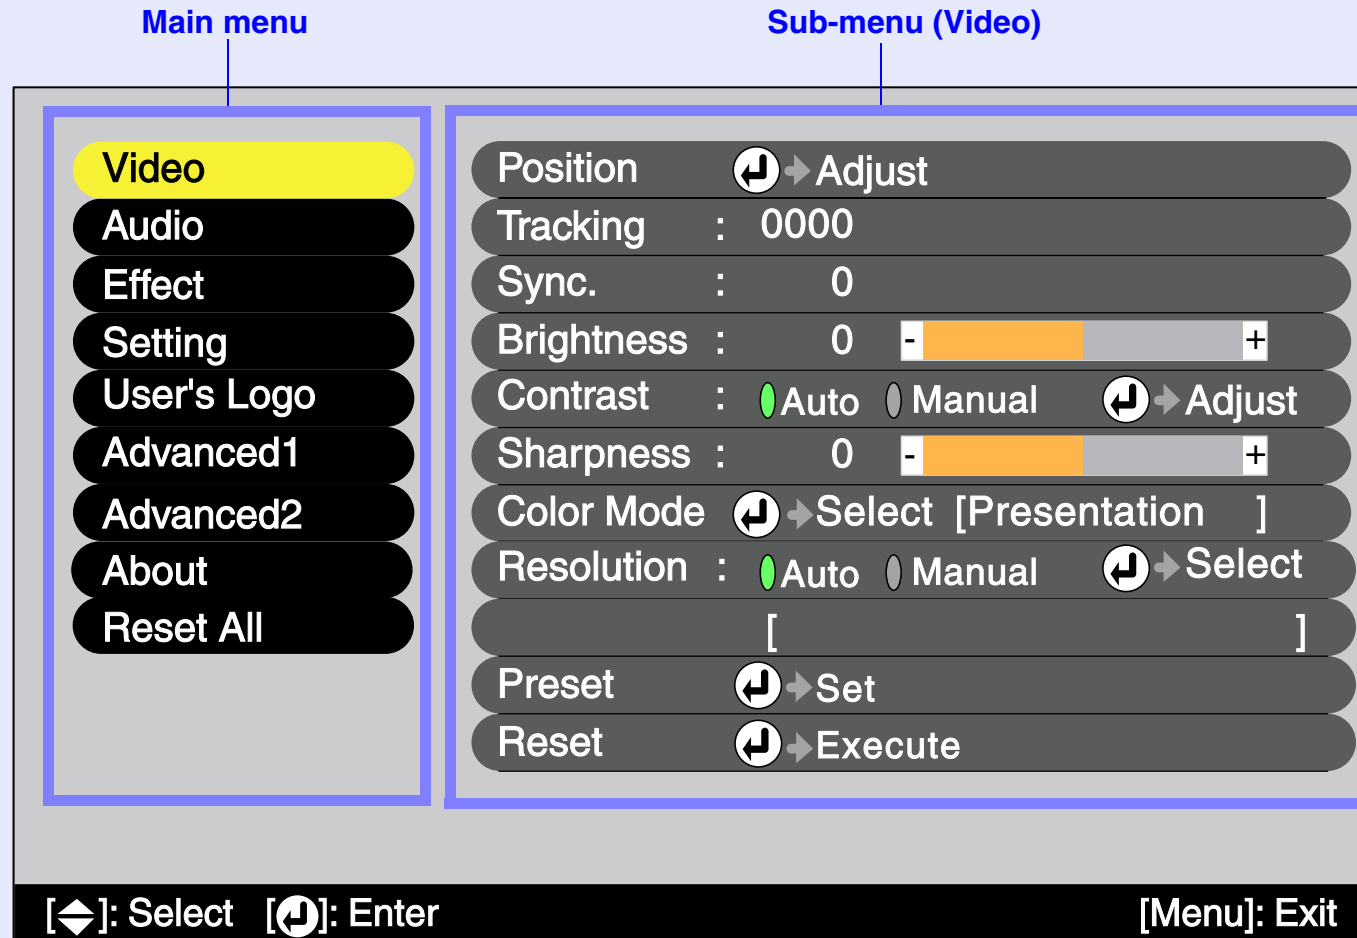 Main menu
Sub-menu (Video)
Video
Audio
Effect
Setting
User's Logo
Advanced1
Advanced2
About
Reset All
Position Adjust
Tracking : 0000
Sync. : 0
Brightness : 0 - +
Contrast : Auto Manual Adjust
Sharpness : 0 - +
Color Mode Select [Presentation ]
Resolution : Auto Manual Select
[ ]
Preset Set
Reset Execute
[ ]: Select [ ]: Enter [Menu]: Exit